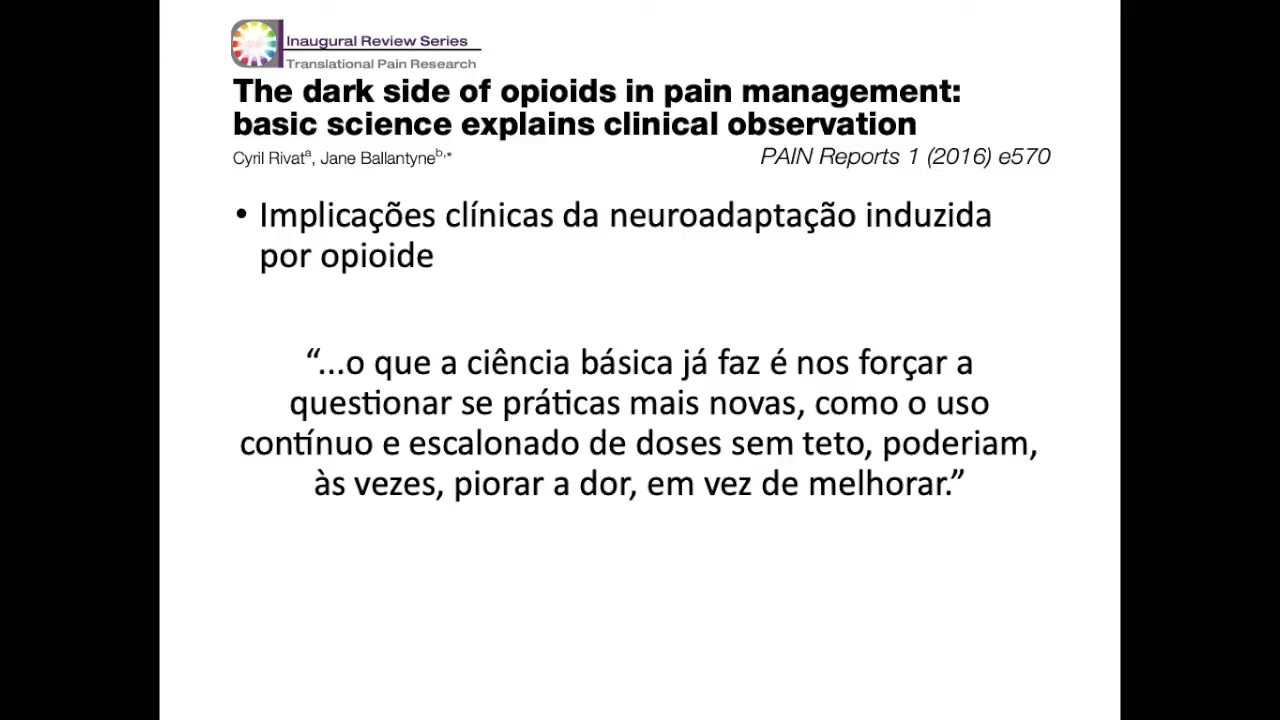 Inaugural Review Series
Translational Pain Research
The dark side of opioids in pain management:
basic science explains clinical observation
Cyril Rivatᵃ, Jane Ballantyneᵇ,*
PAIN Reports 1 (2016) e570
• Implicações clínicas da neuroadaptação induzida
por opioide
“...o que a ciência básica já faz é nos forçar a
questionar se práticas mais novas, como o uso
contínuo e escalonado de doses sem teto, poderiam,
às vezes, piorar a dor, em vez de melhorar.”